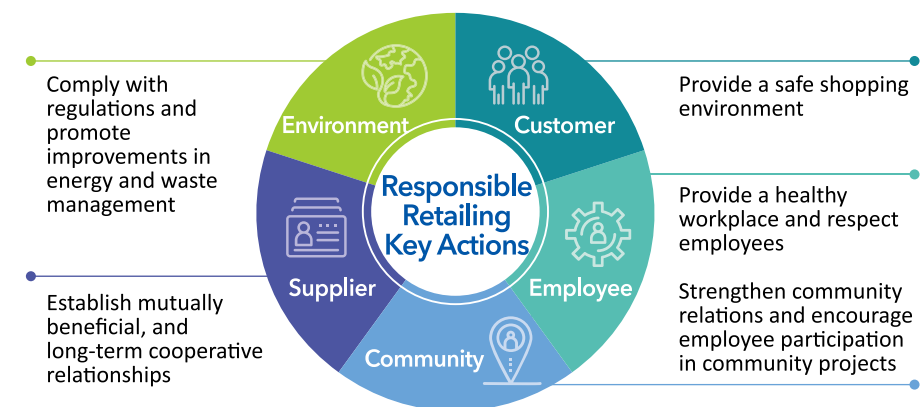 Responsible
Retailing
Key Actions
Environment
Comply with
regulations and
promote
improvements in
energy and waste
management
Customer
Provide a safe shopping
environment
Employee
Provide a healthy
workplace and respect
employees
Community
Strengthen community
relations and encourage
employee participation
in community projects
Supplier
Establish mutually
beneficial, and
long-term cooperative
relationships